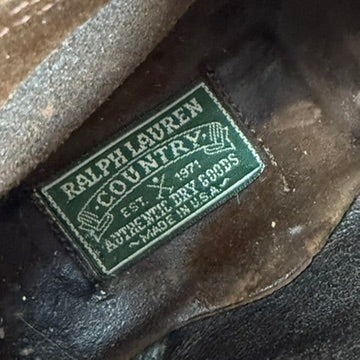 RALPH LAUREN
COUNTRY
EST. 1971
AUTHENTIC DRY GOODS
~MADE IN U.S.A.~